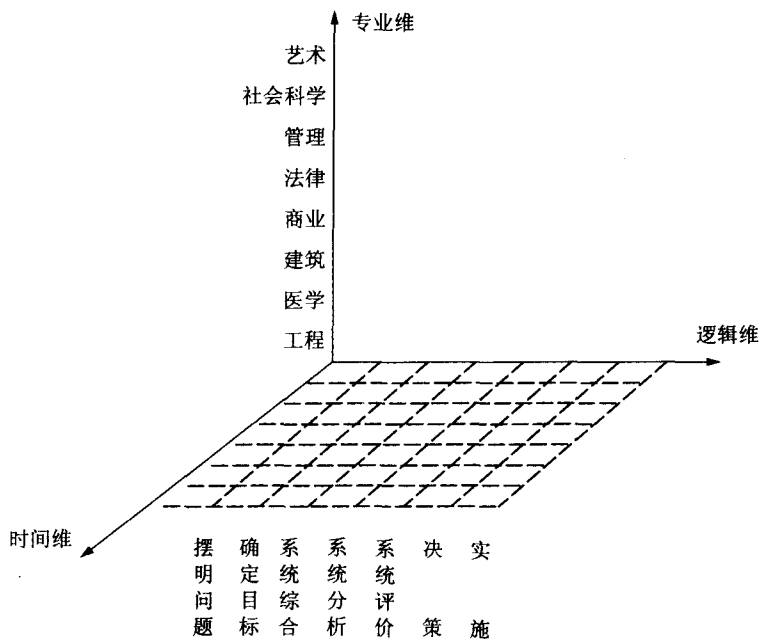 专业维
艺术
社会科学
管理
法律
商业
建筑
医学
工程
逻辑维
时间维
摆明问题
确定目标
系统综合
系统分析
系统评价
决策
实施